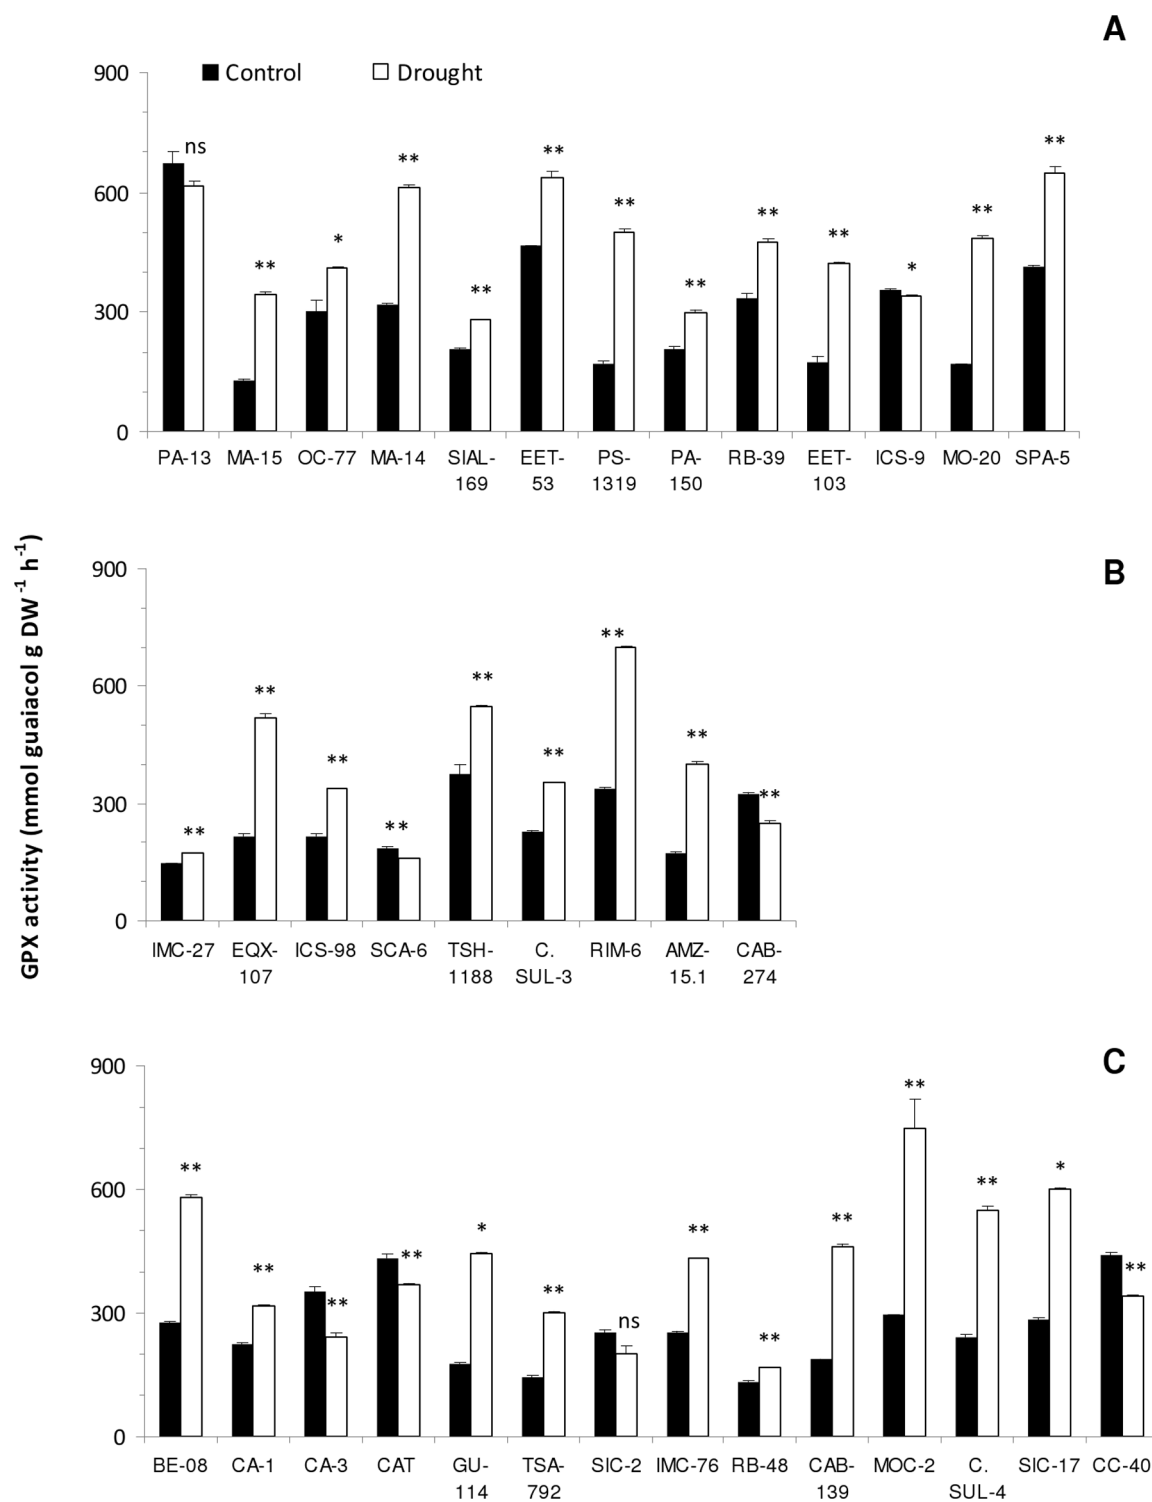 A
900
Control Drought
ns ** * ** ** ** ** ** ** ** * ** **
600
300
0
PA-13 MA-15 OC-77 MA-14 SIAL- EET- PS- PA- RB-39 EET- ICS-9 MO-20 SPA-5
169 53 1319 150 103
GPX activity (mmol guaiacol g DW⁻¹ h⁻¹)
B
900
** ** ** ** ** ** ** ** **
600
300
0
IMC-27 EQX- ICS-98 SCA-6 TSH- C. RIM-6 AMZ- CAB-
107 1188 SUL-3 15.1 274
C
900
** ** ** ** * ** ns ** ** ** ** ** * **
600
300
0
BE-08 CA-1 CA-3 CAT GU- TSA- SIC-2 IMC-76 RB-48 CAB- MOC-2 C. SIC-17 CC-40
114 792 139 SUL-4